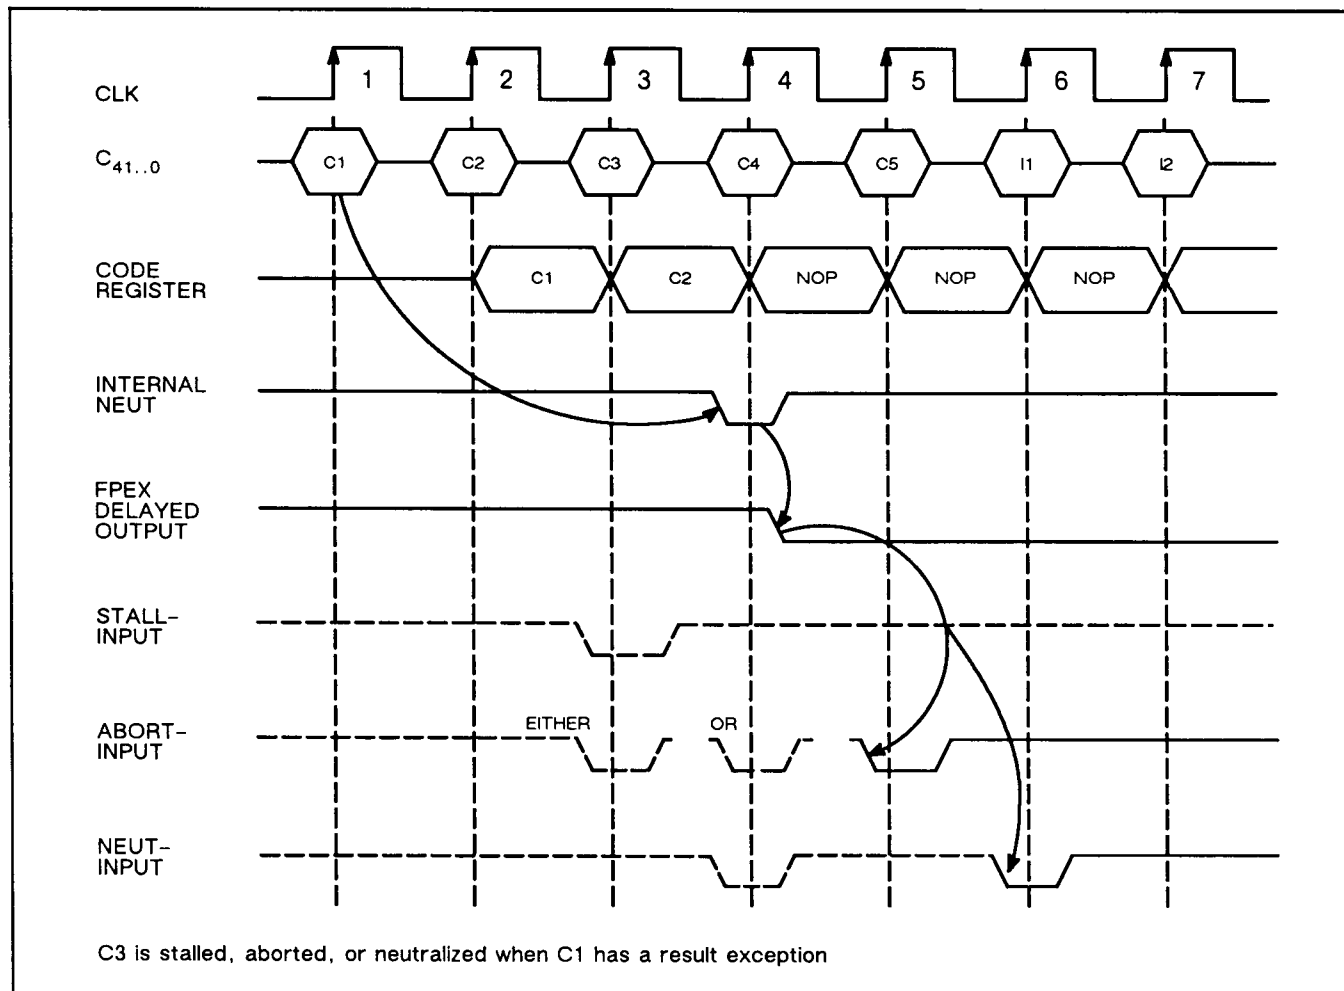 CLK
1 2 3 4 5 6 7
C41..0
C1 C2 C3 C4 C5 I1 I2
CODE
REGISTER
C1 C2 NOP NOP NOP
INTERNAL
NEUT
FPEX
DELAYED
OUTPUT
STALL-
INPUT
ABORT-
INPUT
EITHER OR
NEUT-
INPUT
C3 is stalled, aborted, or neutralized when C1 has a result exception